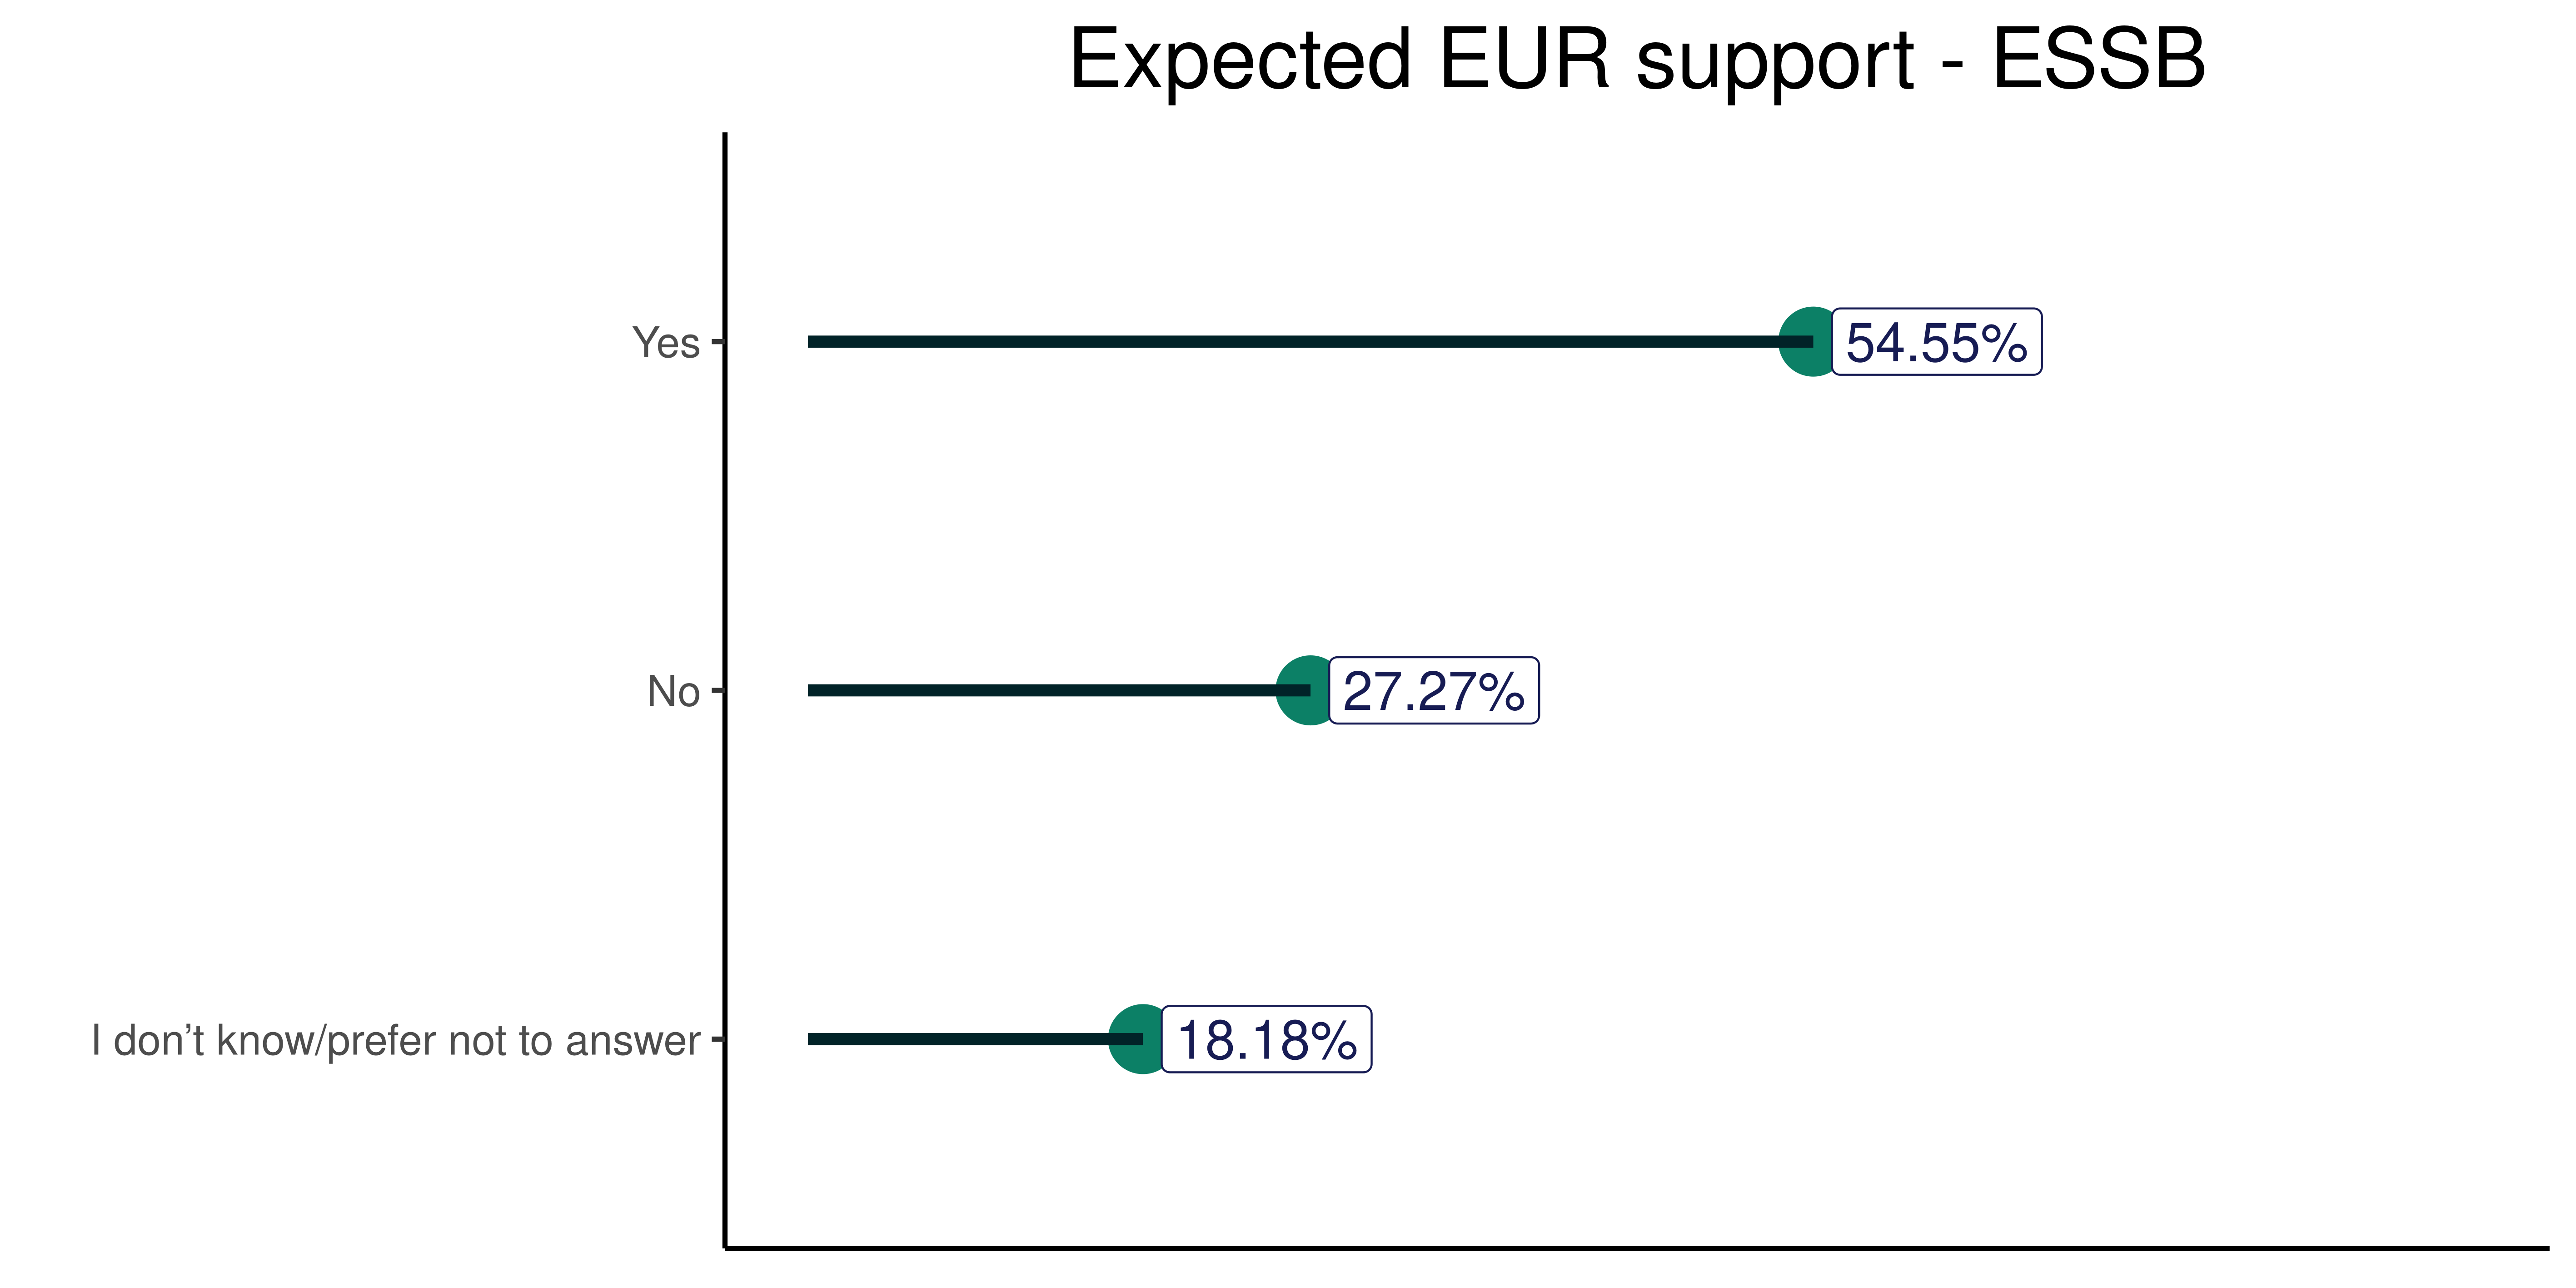 Expected EUR support - ESSB
Yes
54.55%
No
27.27%
I don’t know/prefer not to answer
18.18%